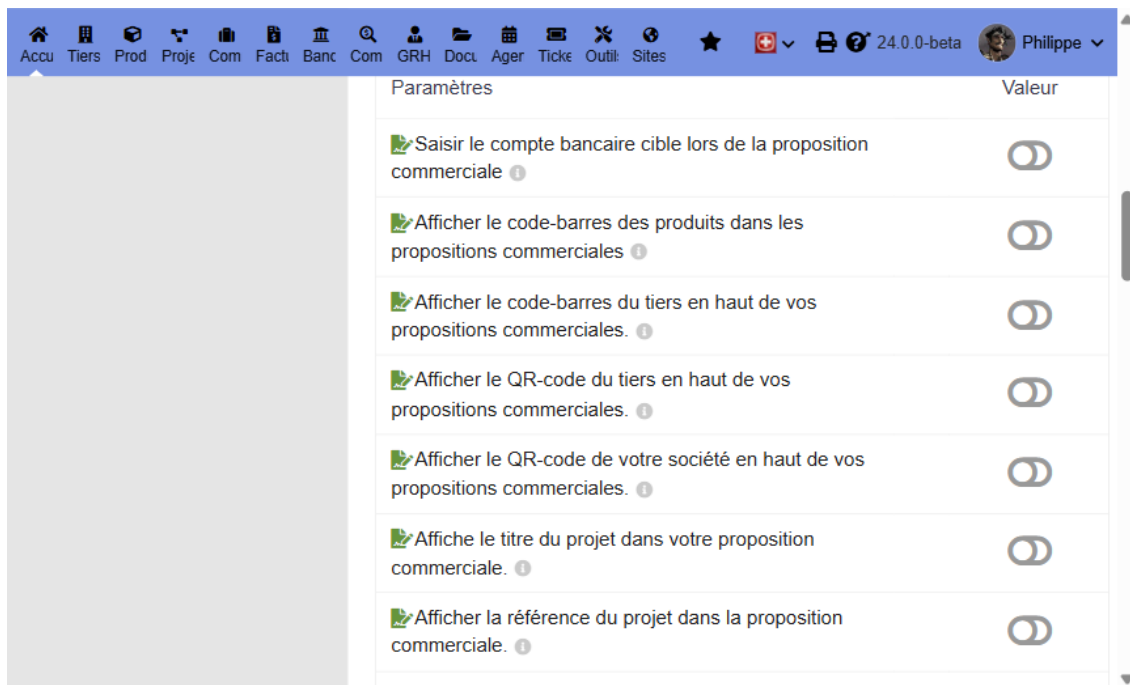 Accu Tiers Prod Proje Com Factu Banc Com GRH Docu Ager Ticke Outils Sites 24.0.0-beta Philippe
Paramètres Valeur
Saisir le compte bancaire cible lors de la proposition
commerciale
Afficher le code-barres des produits dans les
propositions commerciales
Afficher le code-barres du tiers en haut de vos
propositions commerciales.
Afficher le QR-code du tiers en haut de vos
propositions commerciales.
Afficher le QR-code de votre société en haut de vos
propositions commerciales.
Affiche le titre du projet dans votre proposition
commerciale.
Afficher la référence du projet dans la proposition
commerciale.